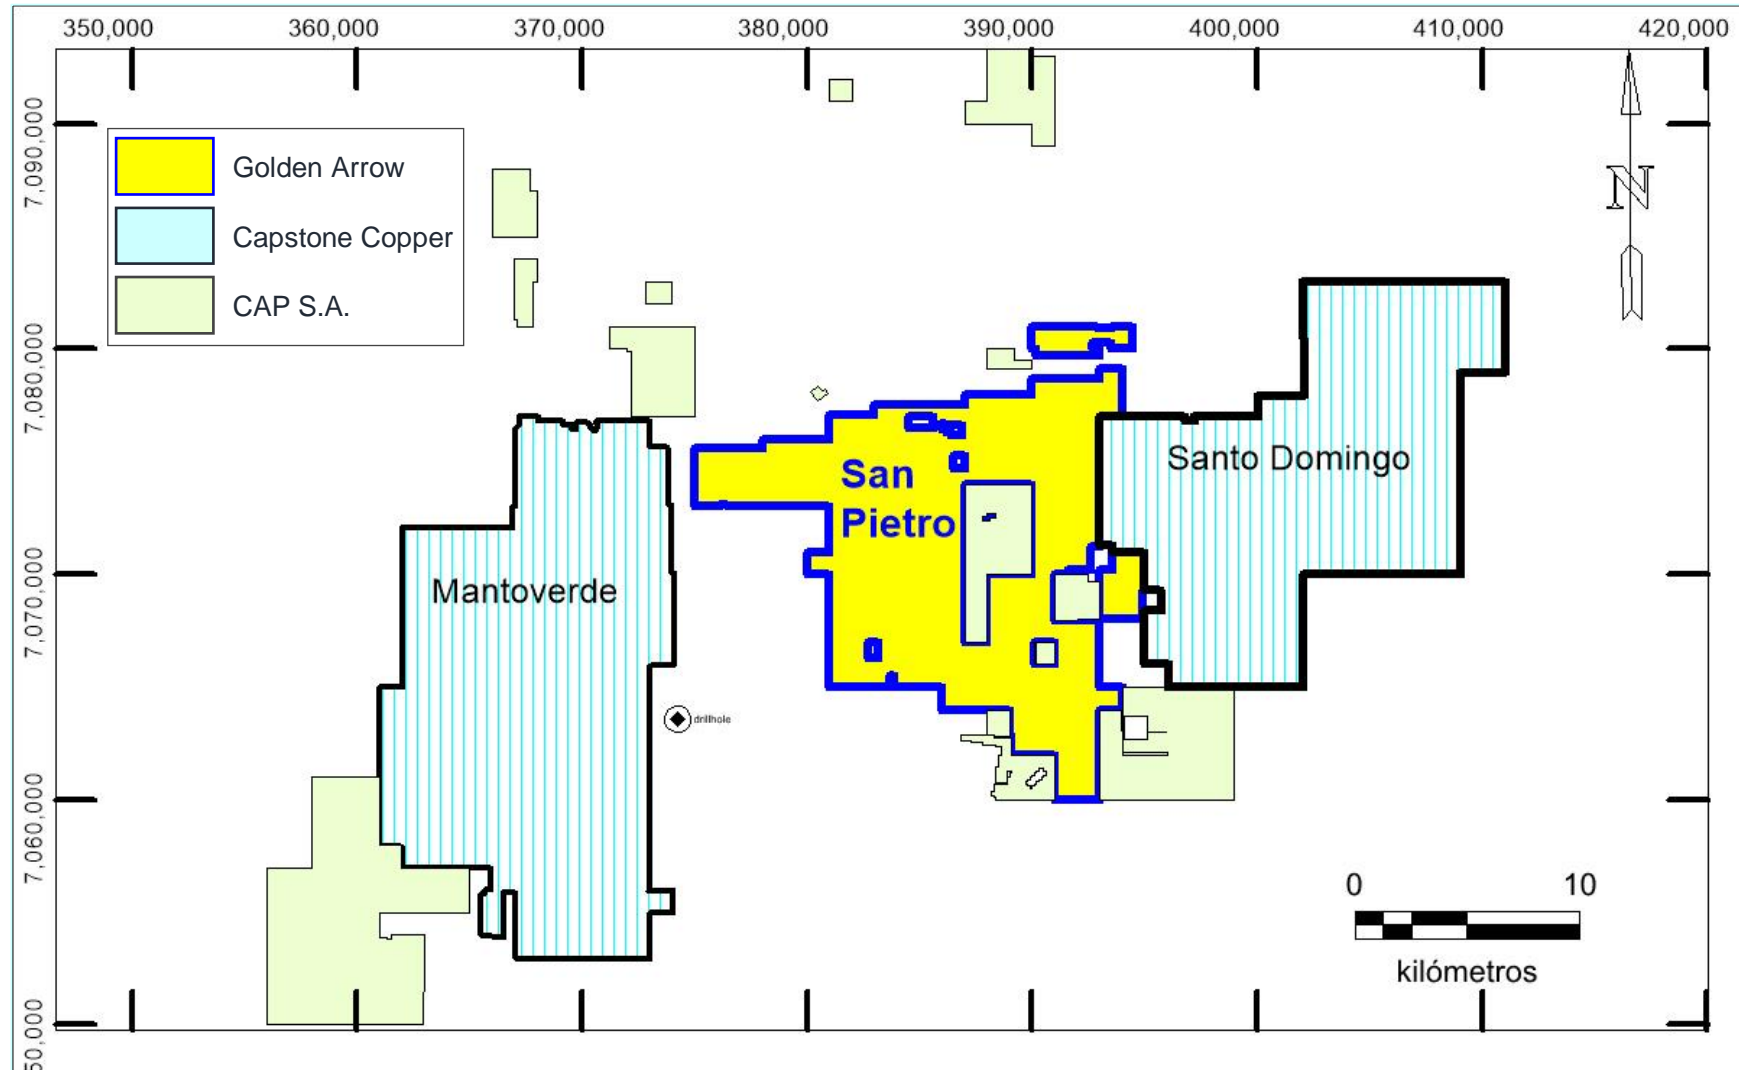 350,000 360,000 370,000 380,000 390,000 400,000 410,000 420,000
7,090,000
7,080,000
7,070,000
7,060,000
50,000
Golden Arrow
Capstone Copper
CAP S.A.
N
San
Pietro
Santo Domingo
Mantoverde
drillhole
0 10
kilómetros